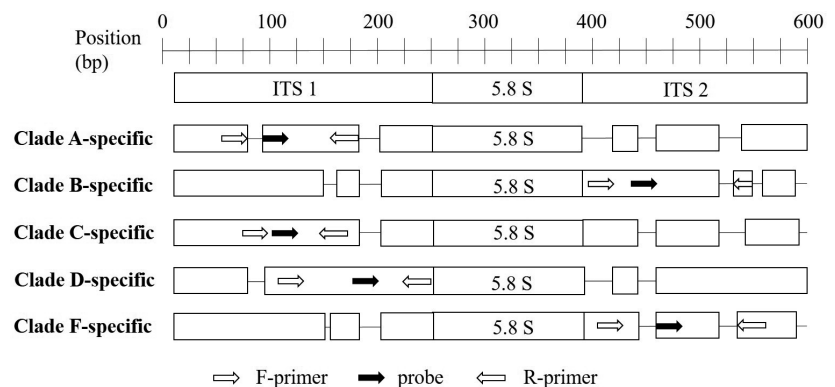 0 100 200 300 400 500 600
Position
(bp)
ITS 1 5.8 S ITS 2
Clade A-specific 5.8 S
Clade B-specific 5.8 S
Clade C-specific 5.8 S
Clade D-specific 5.8 S
Clade F-specific 5.8 S
F-primer probe R-primer